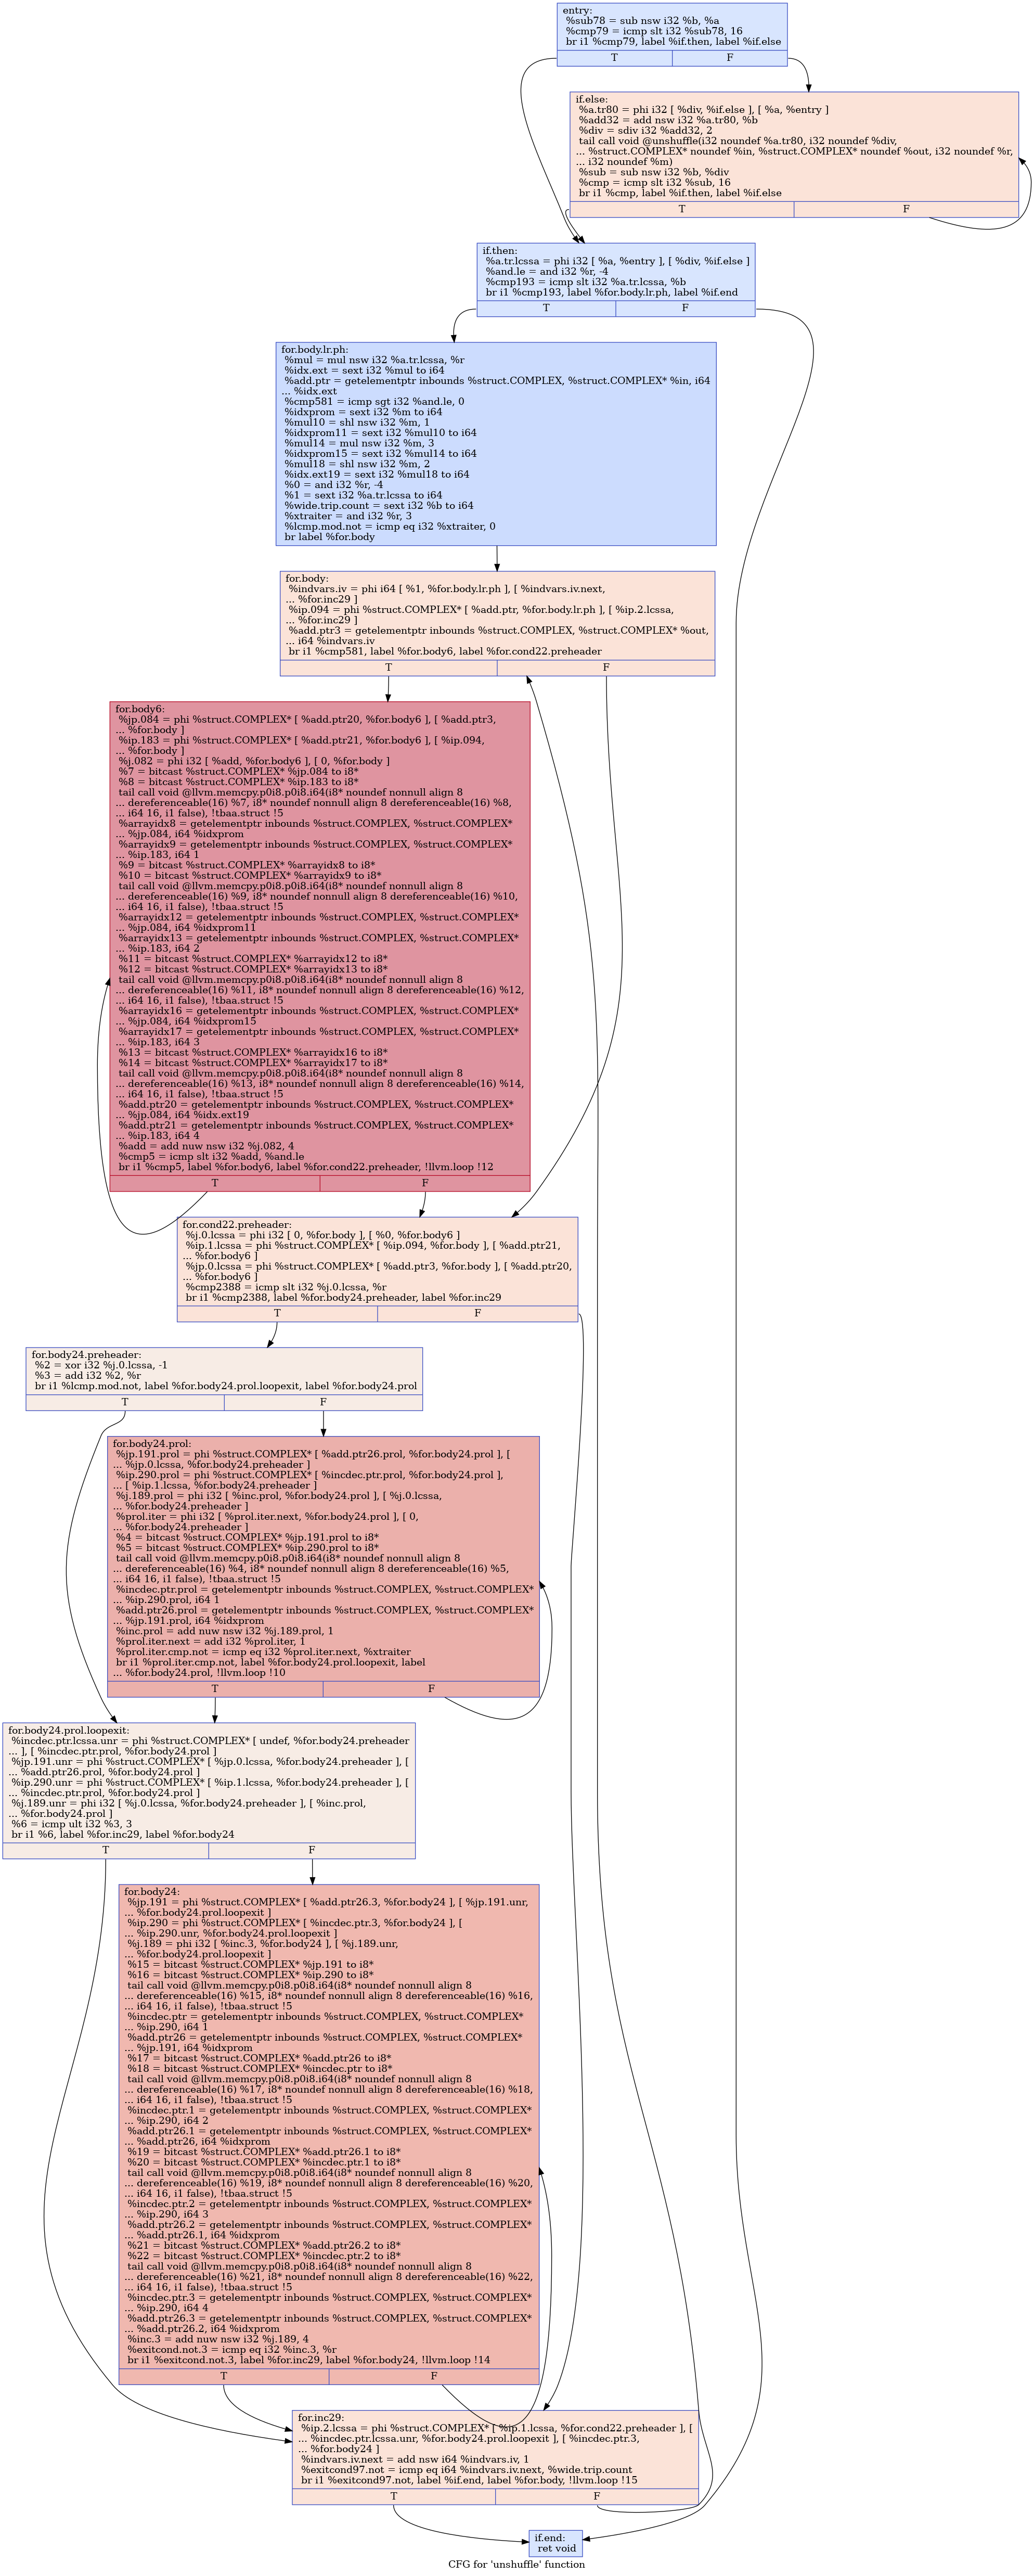 entry:
%sub78 = sub nsw i32 %b, %a
%cmp79 = icmp slt i32 %sub78, 16
br i1 %cmp79, label %if.then, label %if.else
T F
if.else:
%a.tr80 = phi i32 [ %div, %if.else ], [ %a, %entry ]
%add32 = add nsw i32 %a.tr80, %b
%div = sdiv i32 %add32, 2
tail call void @unshuffle(i32 noundef %a.tr80, i32 noundef %div,
... %struct.COMPLEX* noundef %in, %struct.COMPLEX* noundef %out, i32 noundef %r,
... i32 noundef %m)
%sub = sub nsw i32 %b, %div
%cmp = icmp slt i32 %sub, 16
br i1 %cmp, label %if.then, label %if.else
T F
if.then:
%a.tr.lcssa = phi i32 [ %a, %entry ], [ %div, %if.else ]
%and.le = and i32 %r, -4
%cmp193 = icmp slt i32 %a.tr.lcssa, %b
br i1 %cmp193, label %for.body.lr.ph, label %if.end
T F
for.body.lr.ph:
%mul = mul nsw i32 %a.tr.lcssa, %r
%idx.ext = sext i32 %mul to i64
%add.ptr = getelementptr inbounds %struct.COMPLEX, %struct.COMPLEX* %in, i64
... %idx.ext
%cmp581 = icmp sgt i32 %and.le, 0
%idxprom = sext i32 %m to i64
%mul10 = shl nsw i32 %m, 1
%idxprom11 = sext i32 %mul10 to i64
%mul14 = mul nsw i32 %m, 3
%idxprom15 = sext i32 %mul14 to i64
%mul18 = shl nsw i32 %m, 2
%idx.ext19 = sext i32 %mul18 to i64
%0 = and i32 %r, -4
%1 = sext i32 %a.tr.lcssa to i64
%wide.trip.count = sext i32 %b to i64
%xtraiter = and i32 %r, 3
%lcmp.mod.not = icmp eq i32 %xtraiter, 0
br label %for.body
for.body:
%indvars.iv = phi i64 [ %1, %for.body.lr.ph ], [ %indvars.iv.next,
... %for.inc29 ]
%ip.094 = phi %struct.COMPLEX* [ %add.ptr, %for.body.lr.ph ], [ %ip.2.lcssa,
... %for.inc29 ]
%add.ptr3 = getelementptr inbounds %struct.COMPLEX, %struct.COMPLEX* %out,
... i64 %indvars.iv
br i1 %cmp581, label %for.body6, label %for.cond22.preheader
T F
for.body6:
%jp.084 = phi %struct.COMPLEX* [ %add.ptr20, %for.body6 ], [ %add.ptr3,
... %for.body ]
%ip.183 = phi %struct.COMPLEX* [ %add.ptr21, %for.body6 ], [ %ip.094,
... %for.body ]
%j.082 = phi i32 [ %add, %for.body6 ], [ 0, %for.body ]
%7 = bitcast %struct.COMPLEX* %jp.084 to i8*
%8 = bitcast %struct.COMPLEX* %ip.183 to i8*
tail call void @llvm.memcpy.p0i8.p0i8.i64(i8* noundef nonnull align 8
... dereferenceable(16) %7, i8* noundef nonnull align 8 dereferenceable(16) %8,
... i64 16, i1 false), !tbaa.struct !5
%arrayidx8 = getelementptr inbounds %struct.COMPLEX, %struct.COMPLEX*
... %jp.084, i64 %idxprom
%arrayidx9 = getelementptr inbounds %struct.COMPLEX, %struct.COMPLEX*
... %ip.183, i64 1
%9 = bitcast %struct.COMPLEX* %arrayidx8 to i8*
%10 = bitcast %struct.COMPLEX* %arrayidx9 to i8*
tail call void @llvm.memcpy.p0i8.p0i8.i64(i8* noundef nonnull align 8
... dereferenceable(16) %9, i8* noundef nonnull align 8 dereferenceable(16) %10,
... i64 16, i1 false), !tbaa.struct !5
%arrayidx12 = getelementptr inbounds %struct.COMPLEX, %struct.COMPLEX*
... %jp.084, i64 %idxprom11
%arrayidx13 = getelementptr inbounds %struct.COMPLEX, %struct.COMPLEX*
... %ip.183, i64 2
%11 = bitcast %struct.COMPLEX* %arrayidx12 to i8*
%12 = bitcast %struct.COMPLEX* %arrayidx13 to i8*
tail call void @llvm.memcpy.p0i8.p0i8.i64(i8* noundef nonnull align 8
... dereferenceable(16) %11, i8* noundef nonnull align 8 dereferenceable(16) %12,
... i64 16, i1 false), !tbaa.struct !5
%arrayidx16 = getelementptr inbounds %struct.COMPLEX, %struct.COMPLEX*
... %jp.084, i64 %idxprom15
%arrayidx17 = getelementptr inbounds %struct.COMPLEX, %struct.COMPLEX*
... %ip.183, i64 3
%13 = bitcast %struct.COMPLEX* %arrayidx16 to i8*
%14 = bitcast %struct.COMPLEX* %arrayidx17 to i8*
tail call void @llvm.memcpy.p0i8.p0i8.i64(i8* noundef nonnull align 8
... dereferenceable(16) %13, i8* noundef nonnull align 8 dereferenceable(16) %14,
... i64 16, i1 false), !tbaa.struct !5
%add.ptr20 = getelementptr inbounds %struct.COMPLEX, %struct.COMPLEX*
... %jp.084, i64 %idx.ext19
%add.ptr21 = getelementptr inbounds %struct.COMPLEX, %struct.COMPLEX*
... %ip.183, i64 4
%add = add nuw nsw i32 %j.082, 4
%cmp5 = icmp slt i32 %add, %and.le
br i1 %cmp5, label %for.body6, label %for.cond22.preheader, !llvm.loop !12
T F
for.cond22.preheader:
%j.0.lcssa = phi i32 [ 0, %for.body ], [ %0, %for.body6 ]
%ip.1.lcssa = phi %struct.COMPLEX* [ %ip.094, %for.body ], [ %add.ptr21,
... %for.body6 ]
%jp.0.lcssa = phi %struct.COMPLEX* [ %add.ptr3, %for.body ], [ %add.ptr20,
... %for.body6 ]
%cmp2388 = icmp slt i32 %j.0.lcssa, %r
br i1 %cmp2388, label %for.body24.preheader, label %for.inc29
T F
for.body24.preheader:
%2 = xor i32 %j.0.lcssa, -1
%3 = add i32 %2, %r
br i1 %lcmp.mod.not, label %for.body24.prol.loopexit, label %for.body24.prol
T F
for.body24.prol:
%jp.191.prol = phi %struct.COMPLEX* [ %add.ptr26.prol, %for.body24.prol ], [
... %jp.0.lcssa, %for.body24.preheader ]
%ip.290.prol = phi %struct.COMPLEX* [ %incdec.ptr.prol, %for.body24.prol ],
... [ %ip.1.lcssa, %for.body24.preheader ]
%j.189.prol = phi i32 [ %inc.prol, %for.body24.prol ], [ %j.0.lcssa,
... %for.body24.preheader ]
%prol.iter = phi i32 [ %prol.iter.next, %for.body24.prol ], [ 0,
... %for.body24.preheader ]
%4 = bitcast %struct.COMPLEX* %jp.191.prol to i8*
%5 = bitcast %struct.COMPLEX* %ip.290.prol to i8*
tail call void @llvm.memcpy.p0i8.p0i8.i64(i8* noundef nonnull align 8
... dereferenceable(16) %4, i8* noundef nonnull align 8 dereferenceable(16) %5,
... i64 16, i1 false), !tbaa.struct !5
%incdec.ptr.prol = getelementptr inbounds %struct.COMPLEX, %struct.COMPLEX*
... %ip.290.prol, i64 1
%add.ptr26.prol = getelementptr inbounds %struct.COMPLEX, %struct.COMPLEX*
... %jp.191.prol, i64 %idxprom
%inc.prol = add nuw nsw i32 %j.189.prol, 1
%prol.iter.next = add i32 %prol.iter, 1
%prol.iter.cmp.not = icmp eq i32 %prol.iter.next, %xtraiter
br i1 %prol.iter.cmp.not, label %for.body24.prol.loopexit, label
... %for.body24.prol, !llvm.loop !10
T F
for.body24.prol.loopexit:
%incdec.ptr.lcssa.unr = phi %struct.COMPLEX* [ undef, %for.body24.preheader
... ], [ %incdec.ptr.prol, %for.body24.prol ]
%jp.191.unr = phi %struct.COMPLEX* [ %jp.0.lcssa, %for.body24.preheader ], [
... %add.ptr26.prol, %for.body24.prol ]
%ip.290.unr = phi %struct.COMPLEX* [ %ip.1.lcssa, %for.body24.preheader ], [
... %incdec.ptr.prol, %for.body24.prol ]
%j.189.unr = phi i32 [ %j.0.lcssa, %for.body24.preheader ], [ %inc.prol,
... %for.body24.prol ]
%6 = icmp ult i32 %3, 3
br i1 %6, label %for.inc29, label %for.body24
T F
for.body24:
%jp.191 = phi %struct.COMPLEX* [ %add.ptr26.3, %for.body24 ], [ %jp.191.unr,
... %for.body24.prol.loopexit ]
%ip.290 = phi %struct.COMPLEX* [ %incdec.ptr.3, %for.body24 ], [
... %ip.290.unr, %for.body24.prol.loopexit ]
%j.189 = phi i32 [ %inc.3, %for.body24 ], [ %j.189.unr,
... %for.body24.prol.loopexit ]
%15 = bitcast %struct.COMPLEX* %jp.191 to i8*
%16 = bitcast %struct.COMPLEX* %ip.290 to i8*
tail call void @llvm.memcpy.p0i8.p0i8.i64(i8* noundef nonnull align 8
... dereferenceable(16) %15, i8* noundef nonnull align 8 dereferenceable(16) %16,
... i64 16, i1 false), !tbaa.struct !5
%incdec.ptr = getelementptr inbounds %struct.COMPLEX, %struct.COMPLEX*
... %ip.290, i64 1
%add.ptr26 = getelementptr inbounds %struct.COMPLEX, %struct.COMPLEX*
... %jp.191, i64 %idxprom
%17 = bitcast %struct.COMPLEX* %add.ptr26 to i8*
%18 = bitcast %struct.COMPLEX* %incdec.ptr to i8*
tail call void @llvm.memcpy.p0i8.p0i8.i64(i8* noundef nonnull align 8
... dereferenceable(16) %17, i8* noundef nonnull align 8 dereferenceable(16) %18,
... i64 16, i1 false), !tbaa.struct !5
%incdec.ptr.1 = getelementptr inbounds %struct.COMPLEX, %struct.COMPLEX*
... %ip.290, i64 2
%add.ptr26.1 = getelementptr inbounds %struct.COMPLEX, %struct.COMPLEX*
... %add.ptr26, i64 %idxprom
%19 = bitcast %struct.COMPLEX* %add.ptr26.1 to i8*
%20 = bitcast %struct.COMPLEX* %incdec.ptr.1 to i8*
tail call void @llvm.memcpy.p0i8.p0i8.i64(i8* noundef nonnull align 8
... dereferenceable(16) %19, i8* noundef nonnull align 8 dereferenceable(16) %20,
... i64 16, i1 false), !tbaa.struct !5
%incdec.ptr.2 = getelementptr inbounds %struct.COMPLEX, %struct.COMPLEX*
... %ip.290, i64 3
%add.ptr26.2 = getelementptr inbounds %struct.COMPLEX, %struct.COMPLEX*
... %add.ptr26.1, i64 %idxprom
%21 = bitcast %struct.COMPLEX* %add.ptr26.2 to i8*
%22 = bitcast %struct.COMPLEX* %incdec.ptr.2 to i8*
tail call void @llvm.memcpy.p0i8.p0i8.i64(i8* noundef nonnull align 8
... dereferenceable(16) %21, i8* noundef nonnull align 8 dereferenceable(16) %22,
... i64 16, i1 false), !tbaa.struct !5
%incdec.ptr.3 = getelementptr inbounds %struct.COMPLEX, %struct.COMPLEX*
... %ip.290, i64 4
%add.ptr26.3 = getelementptr inbounds %struct.COMPLEX, %struct.COMPLEX*
... %add.ptr26.2, i64 %idxprom
%inc.3 = add nuw nsw i32 %j.189, 4
%exitcond.not.3 = icmp eq i32 %inc.3, %r
br i1 %exitcond.not.3, label %for.inc29, label %for.body24, !llvm.loop !14
T F
for.inc29:
%ip.2.lcssa = phi %struct.COMPLEX* [ %ip.1.lcssa, %for.cond22.preheader ], [
... %incdec.ptr.lcssa.unr, %for.body24.prol.loopexit ], [ %incdec.ptr.3,
... %for.body24 ]
%indvars.iv.next = add nsw i64 %indvars.iv, 1
%exitcond97.not = icmp eq i64 %indvars.iv.next, %wide.trip.count
br i1 %exitcond97.not, label %if.end, label %for.body, !llvm.loop !15
T F
if.end:
ret void
CFG for 'unshuffle' function